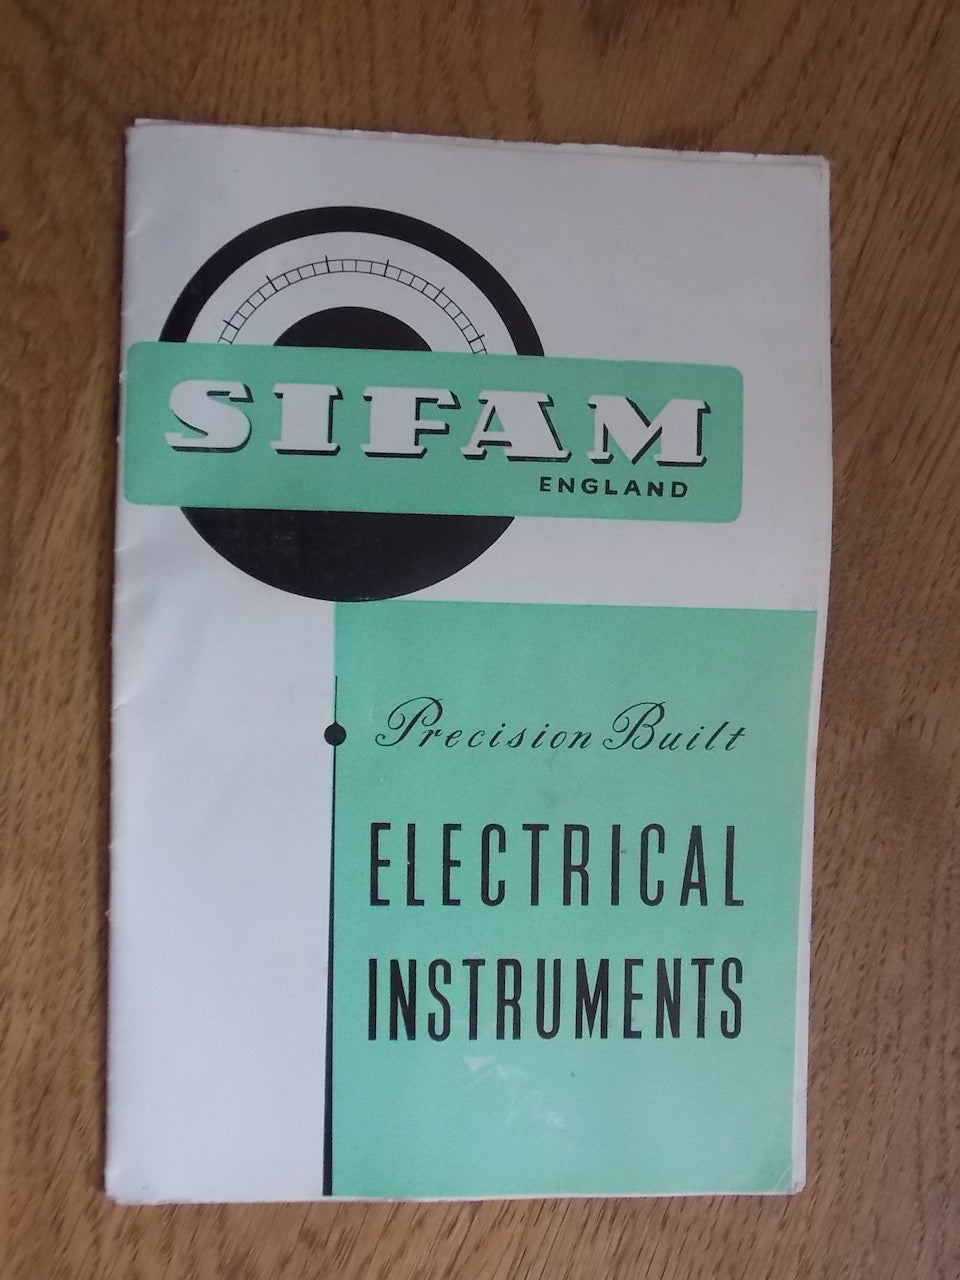 SIFAM
ENGLAND
Precision Built
ELECTRICAL
INSTRUMENTS